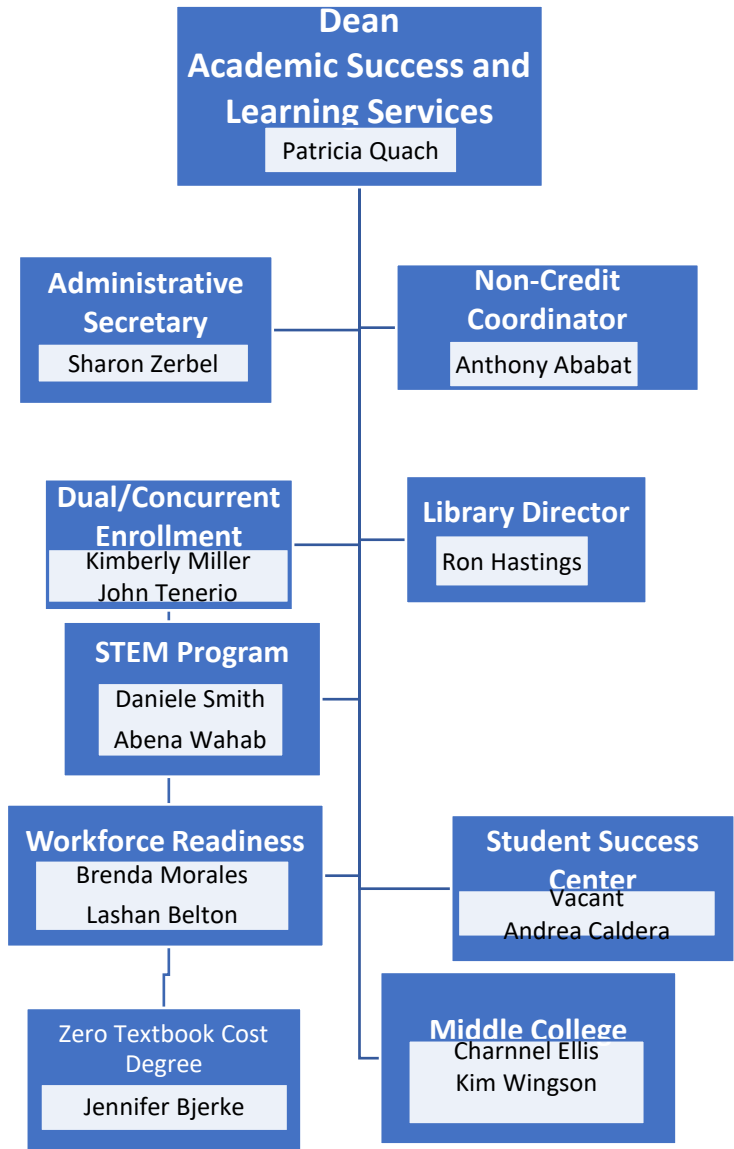 Dean
Academic Success and
Learning Services
Patricia Quach
Administrative
Secretary
Sharon Zerbel
Non-Credit
Coordinator
Anthony Ababat
Dual/Concurrent
Enrollment
Kimberly Miller
John Tenerio
Library Director
Ron Hastings
STEM Program
Daniele Smith
Abena Wahab
Workforce Readiness
Brenda Morales
Lashan Belton
Student Success
Center
Vacant
Andrea Caldera
Zero Textbook Cost
Degree
Jennifer Bjerke
Middle College
Charnnel Ellis
Kim Wingson